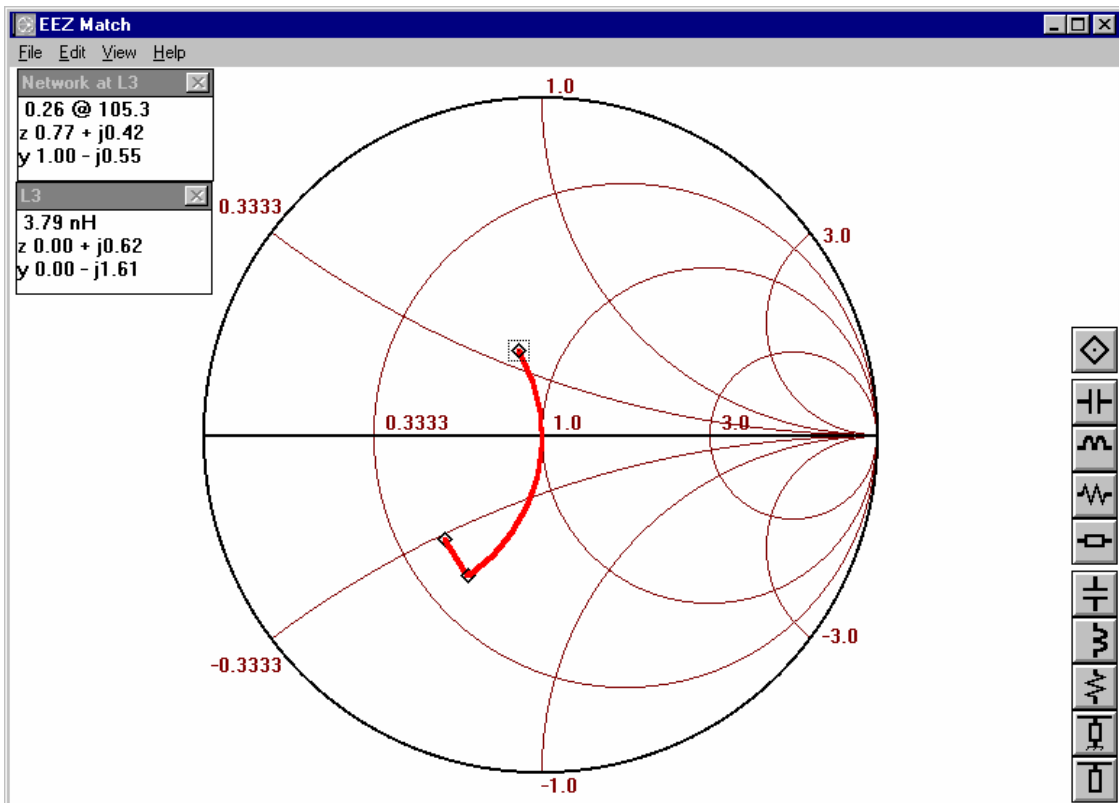 EEZ Match
File Edit View Help
Network at L3
0.26 @ 105.3
z 0.77 + j0.42
y 1.00 - j0.55
L3
3.79 nH
z 0.00 + j0.62
y 0.00 - j1.61
1.0
0.3333
3.0
0.3333
1.0
3.0
-0.3333
-3.0
-1.0